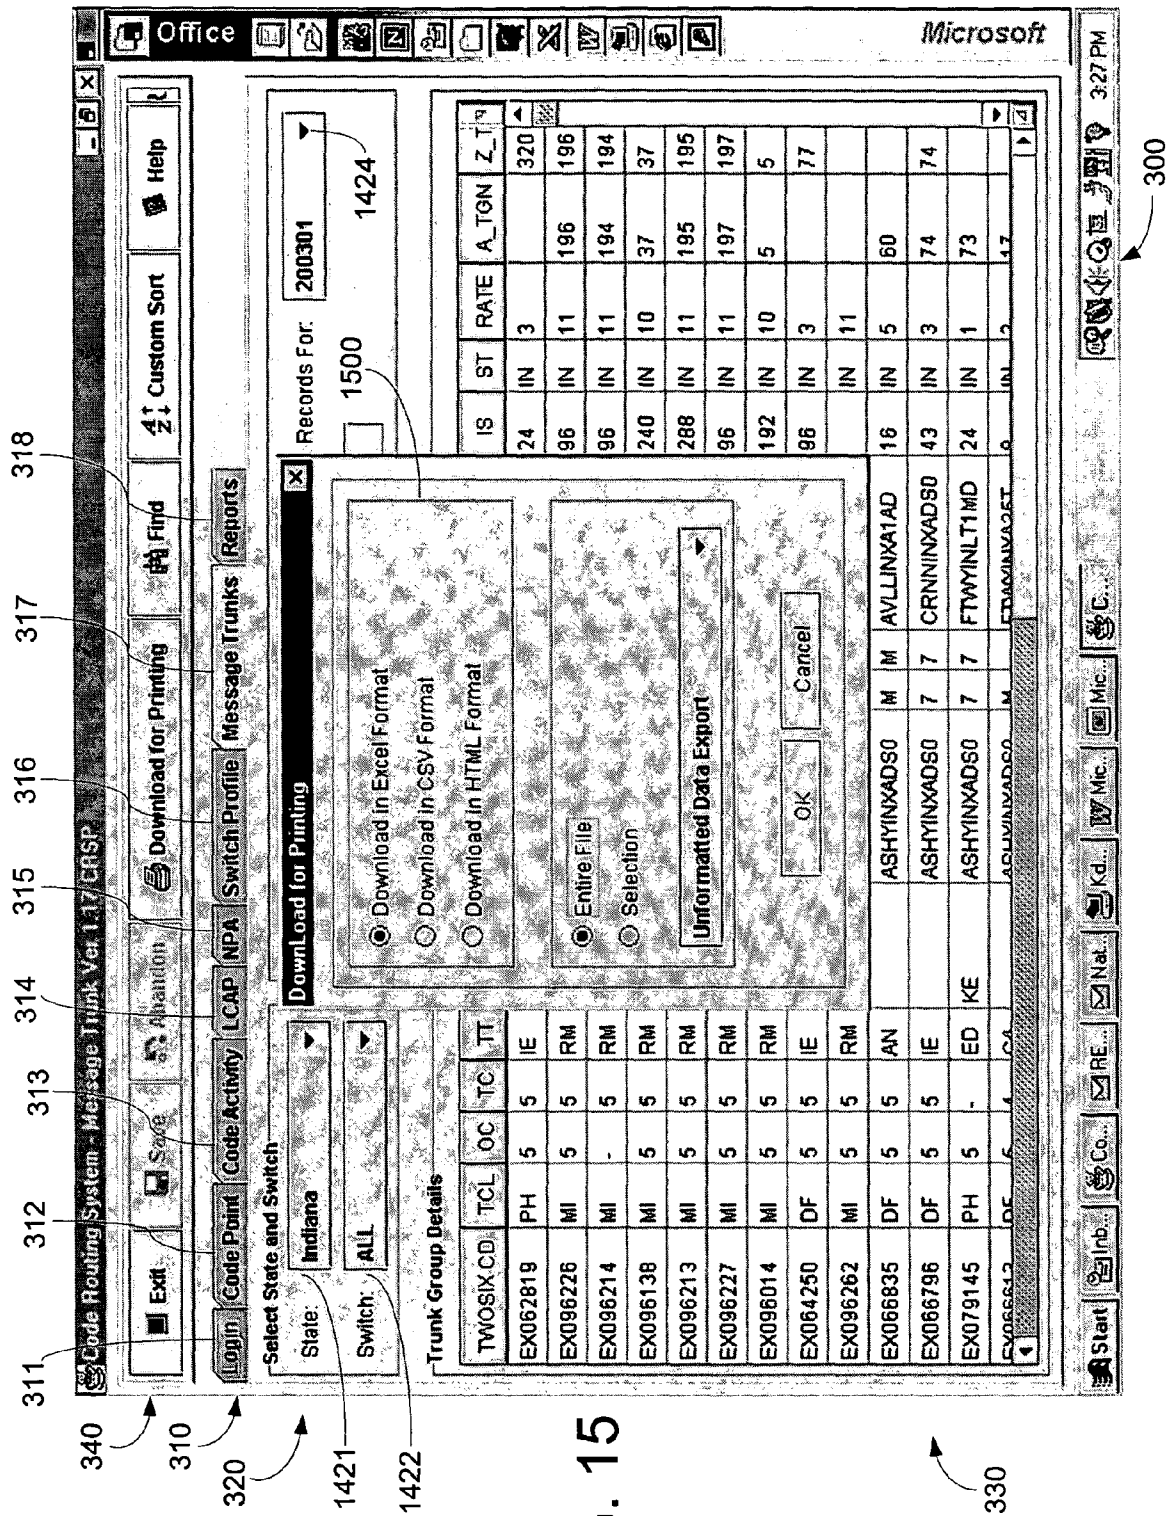 340
310
320
311
312
313
314
315
316
317
318
Code Routing System - Message Trunk Ver 1.17 CRSP
Office
Microsoft
Exit Save Abandon Download for Printing Find Custom Sort Help
Login Code Point Code Activity LCAP NPA Switch Profile Message Trunks Reports
Select State and Switch
State: Indiana
Switch: ALL
Records For: 200301
1421
1422
1424
1500
DownLoad for Printing
Download in Excel Format
Download in CSV Format
Download in HTML Format
Entire File
Selection
Unformatted Data Export
OK Cancel
Trunk Group Details
TWOSIX.CD TCL OC TC TT IS ST RATE A_TGN
EX062819 PH 5 5 IE 24 IN 3 320
EX096226 MI 5 5 RM 96 IN 11 196 196
EX096214 MI - 5 RM 96 IN 11 194 194
EX096138 MI 5 5 RM 240 IN 10 37 37
EX096213 MI 5 5 RM 288 IN 11 195 195
EX096227 MI 5 5 RM 96 IN 11 197 197
EX096014 MI 5 5 RM 192 IN 10 5 5
EX064250 DF 5 5 IE 96 IN 3 77
EX096262 MI 5 5 RM IN 11
EX066835 DF 5 5 AN ASHYINXADS0 M M AVLLINXA1AD 16 IN 5 60
EX066796 DF 5 5 IE ASHYINXADS0 7 7 CRNNINXADS0 43 IN 3 74 74
EX079145 PH 5 - ED KE ASHYINXADS0 7 7 FTWYINLT1MD 24 IN 1 73
Start Inb... Co... RE... Nat... Kd... Mic... Mic... C... 3:27 PM
. 15
330
300